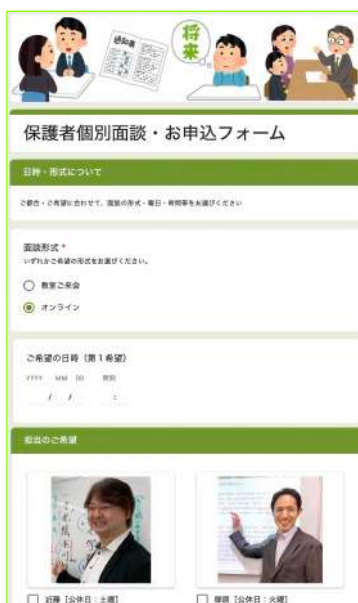 通知表
将来
保護者個別面談・お申込フォーム
日時・形式について
ご都合・ご希望に合わせて、面談の形式・曜日・時間帯をお選びください
面談形式 *
いずれかご希望の形式をお選びください。
教室ご来会
オンライン
ご希望の日時（第１希望）
YYYY MM DD 時刻
/ / :
担当のご希望
近藤［公休日：土曜］
［公休日：火曜］